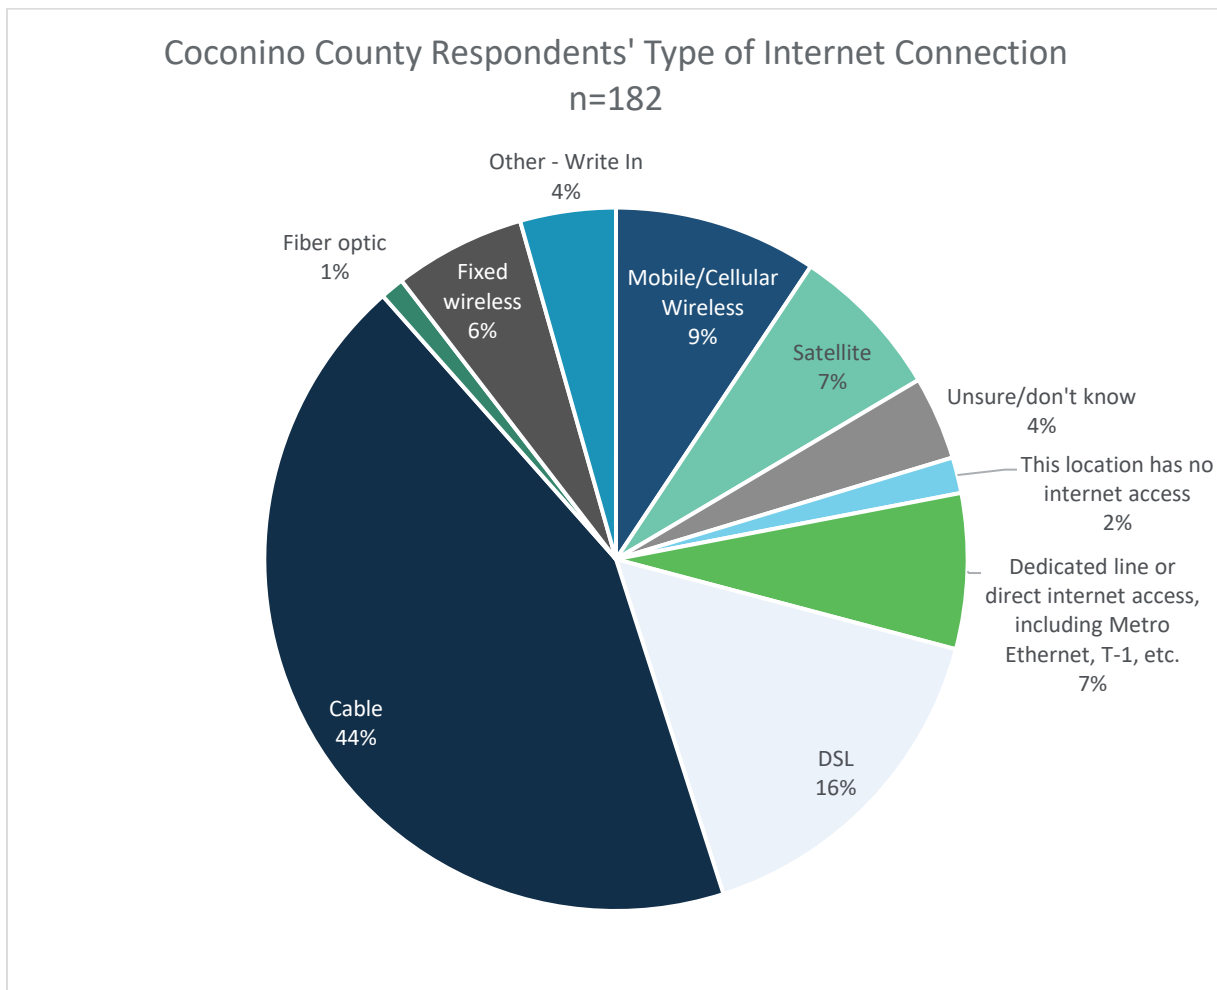 Coconino County Respondents' Type of Internet Connection
n=182
Other - Write In
4%
Fiber optic
1%
Fixed
wireless
6%
Mobile/Cellular
Wireless
9%
Satellite
7%
Unsure/don't know
4%
This location has no
internet access
2%
Dedicated line or
direct internet access,
including Metro
Ethernet, T-1, etc.
7%
Cable
44%
DSL
16%